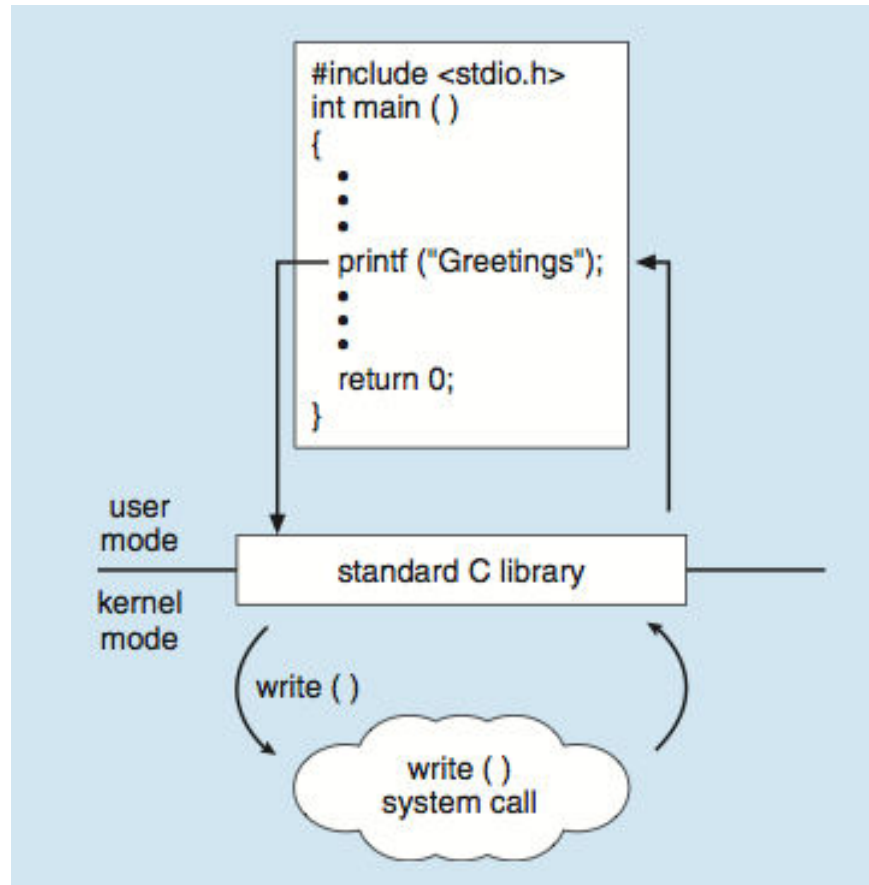 #include <stdio.h>
int main ( )
{
•
•
•
printf ("Greetings");
•
•
•
return 0;
}
user
mode
standard C library
kernel
mode
write ( )
write ( )
system call